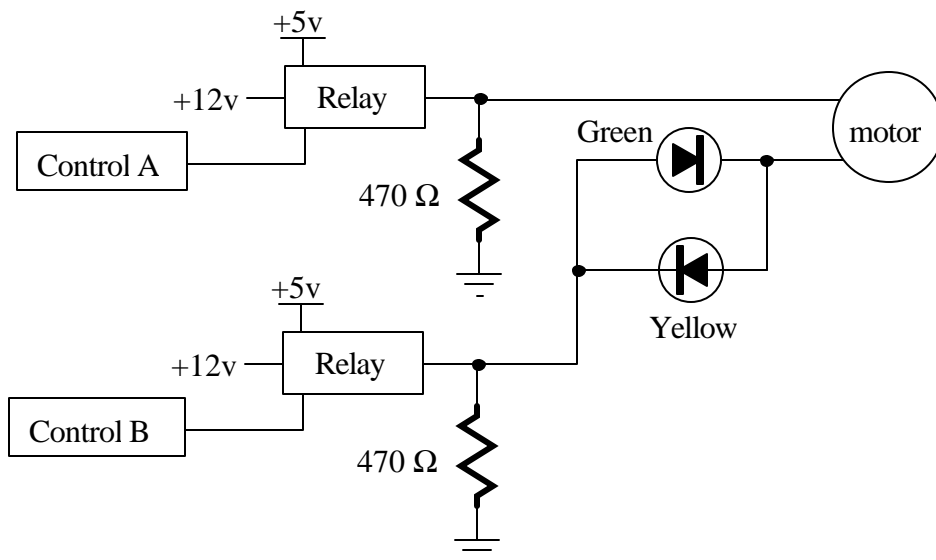 +5v
+12v
Relay
Control A
Green
motor
470 Ω
+5v
Yellow
+12v
Relay
Control B
470 Ω